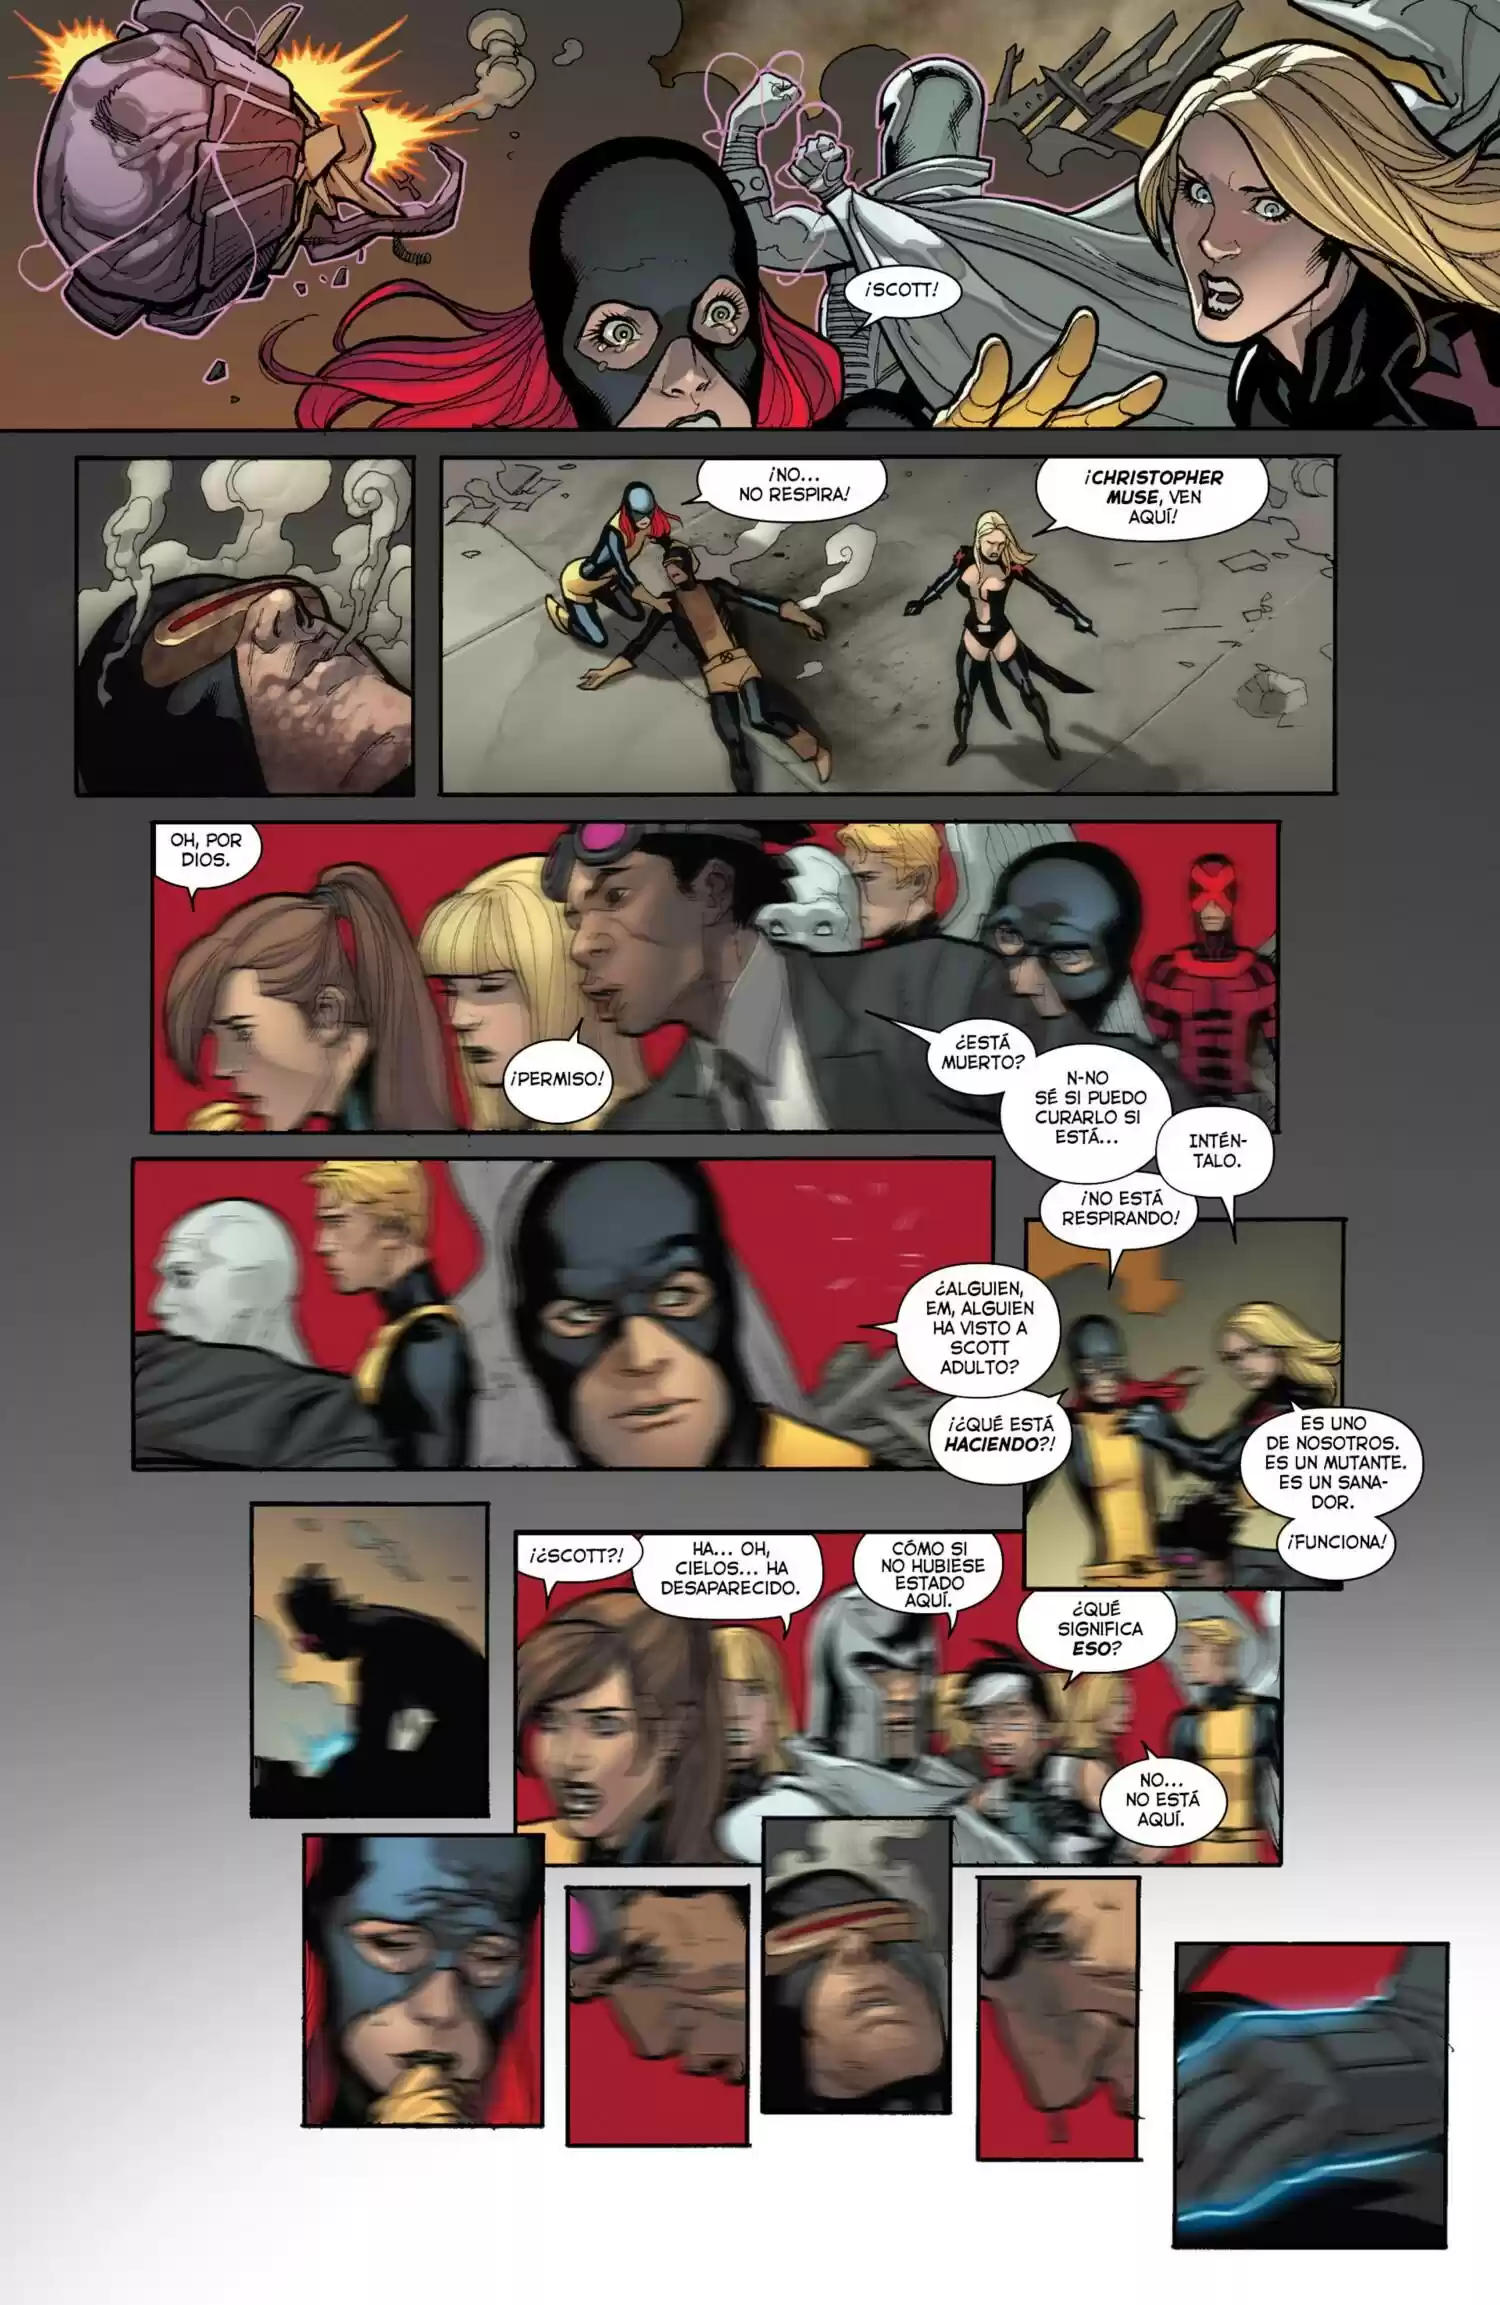 ¡SCOTT!
¡NO...
NO RESPIRA!
¡CHRISTOPHER
MUSE, VEN
AQUÍ!
OH, POR
DIOS.
¡PERMISO!
¿ESTÁ
MUERTO?
N-NO
SÉ SI PUEDO
CURARLO SI
ESTÁ...
INTÉN-
TALO.
¡NO ESTÁ
RESPIRANDO!
¿ALGUIEN,
EM, ALGUIEN
HA VISTO A
SCOTT
ADULTO?
¡¿QUÉ ESTÁ
HACIENDO?!
ES UNO
DE NOSOTROS.
ES UN MUTANTE.
ES UN SANA-
DOR.
¡FUNCIONA!
¡¿SCOTT?!
HA... OH,
CIELOS... HA
DESAPARECIDO.
CÓMO SI
NO HUBIESE
ESTADO
AQUÍ.
¿QUÉ
SIGNIFICA
ESO?
NO...
NO ESTÁ
AQUÍ.